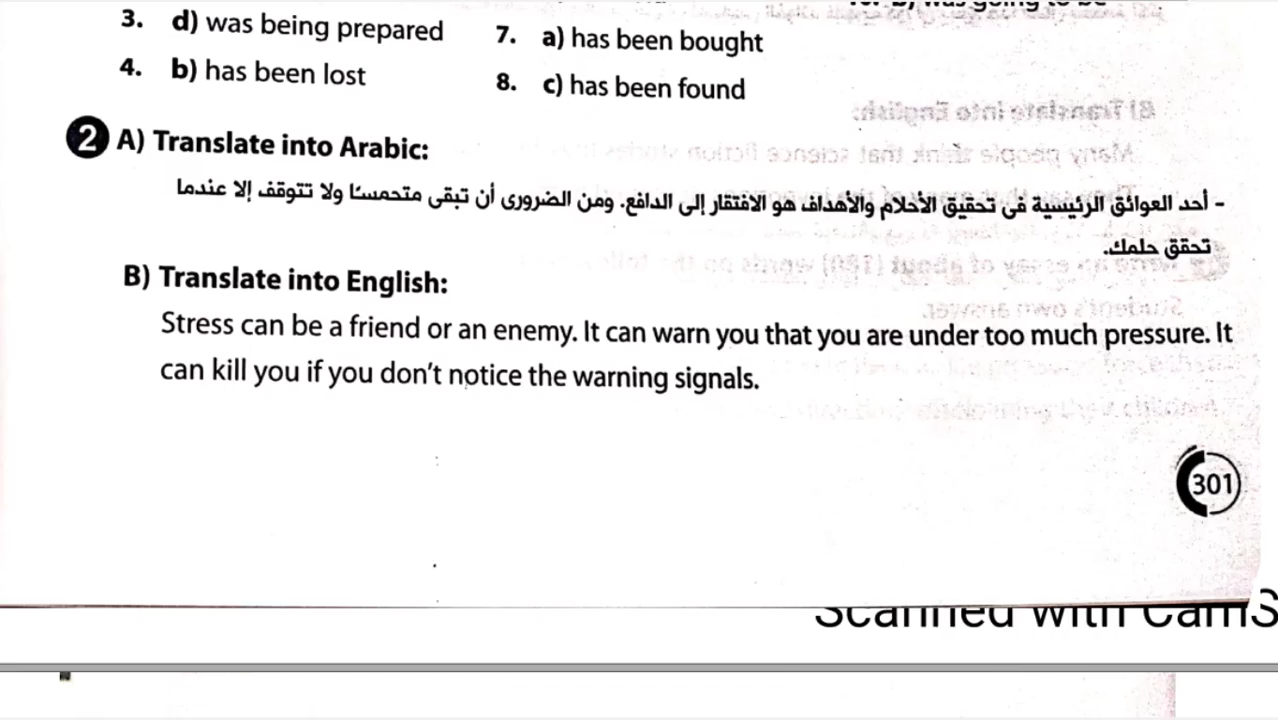 3. d) was being prepared
4. b) has been lost
7. a) has been bought
8. c) has been found
2 A) Translate into Arabic:
- أحد العوائق الرئيسية فى تحقيق الأحلام والأهداف هو الافتقار إلى الدافع. ومن الضرورى أن تبقى متحمسًا ولا تتوقف إلا عندما
تحقق حلمك.
B) Translate into English:
Stress can be a friend or an enemy. It can warn you that you are under too much pressure. It
can kill you if you don't notice the warning signals.
301
Scanned with CamS